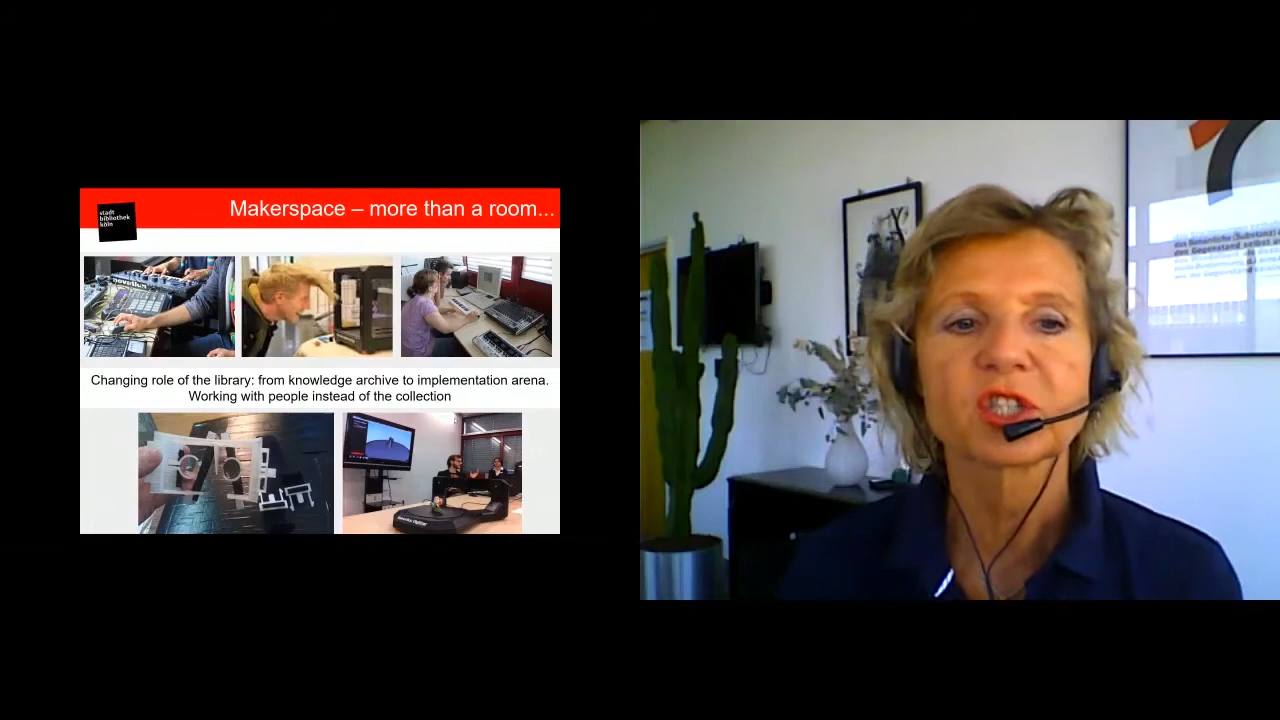 Makerspace – more than a room...
stadt
bibliothek
köln
Changing role of the library: from knowledge archive to implementation arena.
Working with people instead of the collection